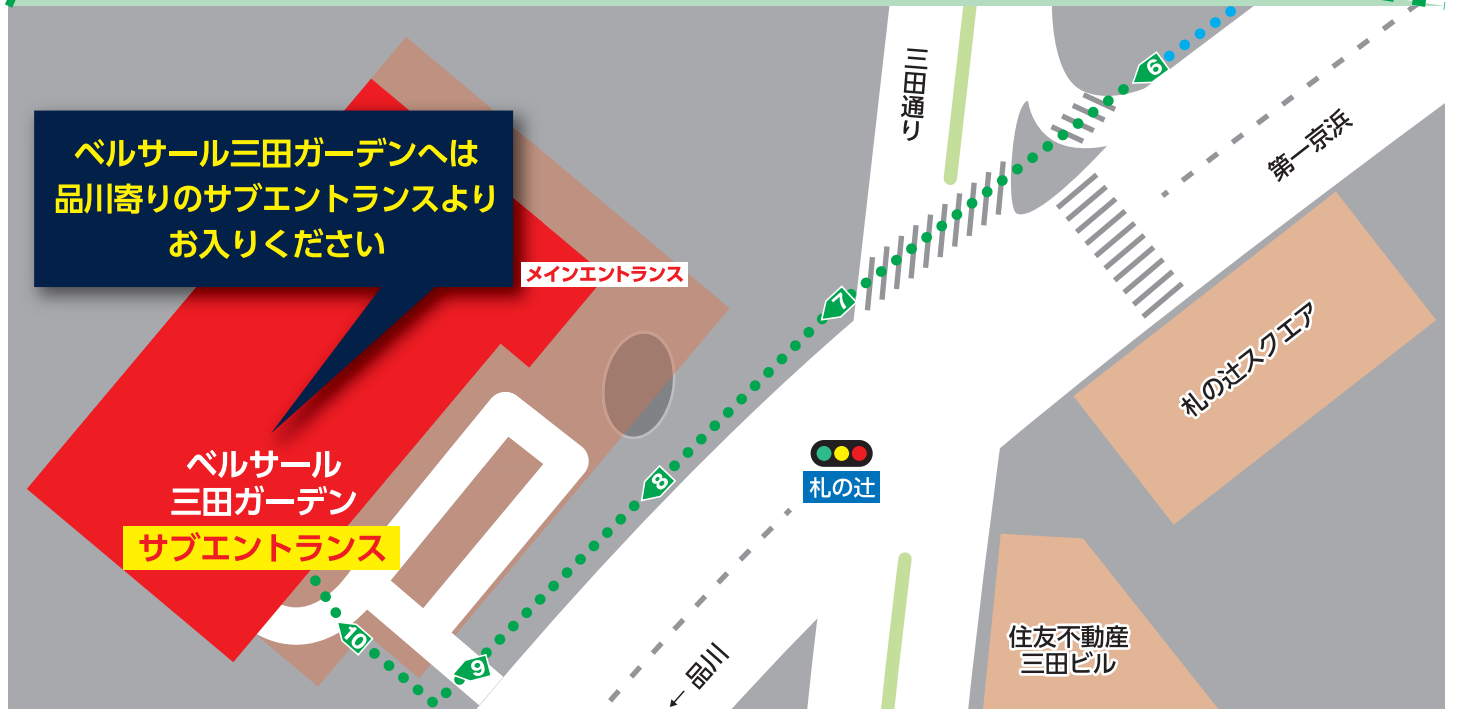 三田通り
6
第一京浜
ベルサール三田ガーデンへは
品川寄りのサブエントランスより
お入りください
メインエントランス
7
札の辻スクエア
ベルサール
三田ガーデン
サブエントランス
8
札の辻
10
9
←品川
住友不動産
三田ビル